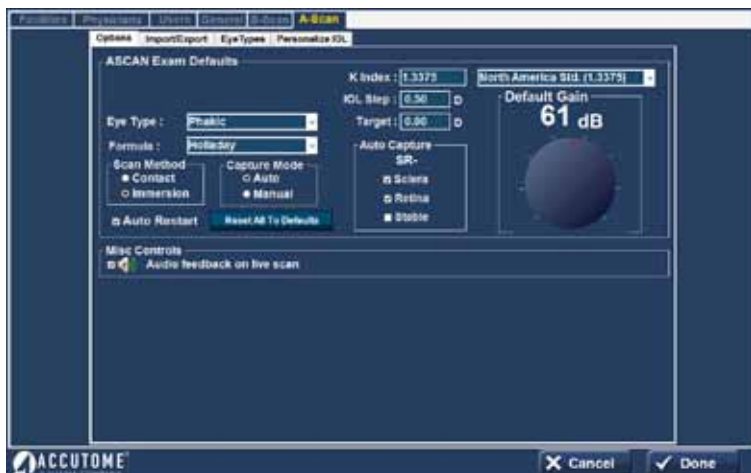 Facilities Physicians Users General B-Scan A-Scan
Options Import/Export Eye Types Personalize IOL
ASCAN Exam Defaults
K Index : 1.3375 North America Std. (1.3375)
IOL Step : 0.50 D
Default Gain
61 dB
Eye Type : Phakic
Target : 0.00 D
Formula : Holladay
Auto Capture
SR-
Scan Method
Capture Mode
Contact
Auto
Sclera
Immersion
Manual
Retina
Auto Restart
Reset All To Defaults
Stable
Misc Controls
Audio feedback on live scan
ACCUTOME
Cancel
Done